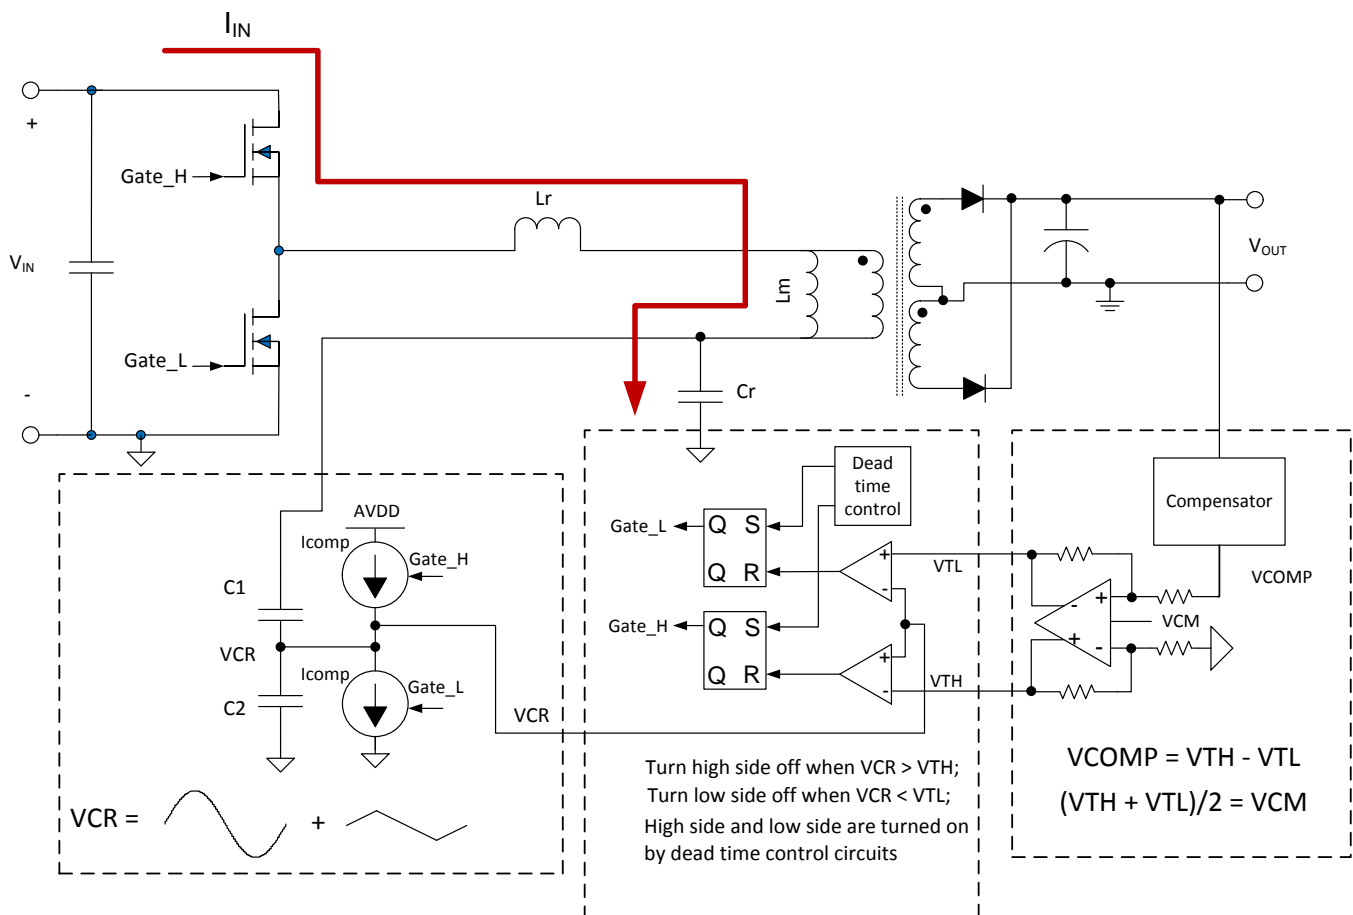 I_IN
+
Gate_H
Lr
V_IN
Lm
V_OUT
Gate_L
-
Cr
Dead
time
control
Compensator
AVDD
Icomp
Gate_H
Gate_L
Q S
Q R
+
-
VTL
VCOMP
C1
+
-
VCM
+
-
Gate_H
Q S
Q R
+
-
VTH
VCR
Icomp
Gate_L
C2
VCR
Turn high side off when VCR > VTH;
Turn low side off when VCR < VTL;
High side and low side are turned on
by dead time control circuits
VCOMP = VTH - VTL
(VTH + VTL)/2 = VCM
VCR =
+